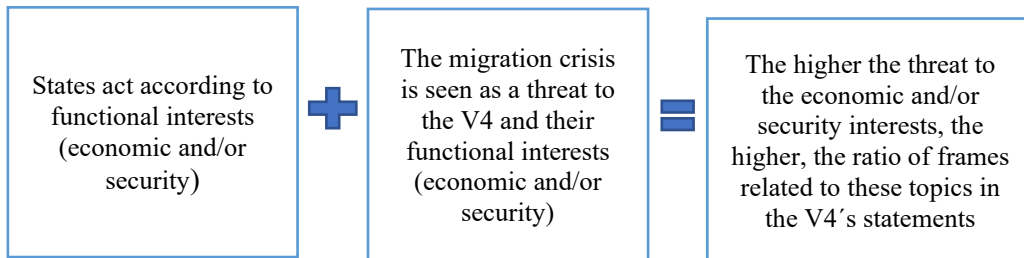 States act according to
functional interests
(economic and/or
security)
The migration crisis
is seen as a threat to
the V4 and their
functional interests
(economic and/or
security)
The higher the threat to
the economic and/or
security interests, the
higher, the ratio of frames
related to these topics in
the V4´s statements